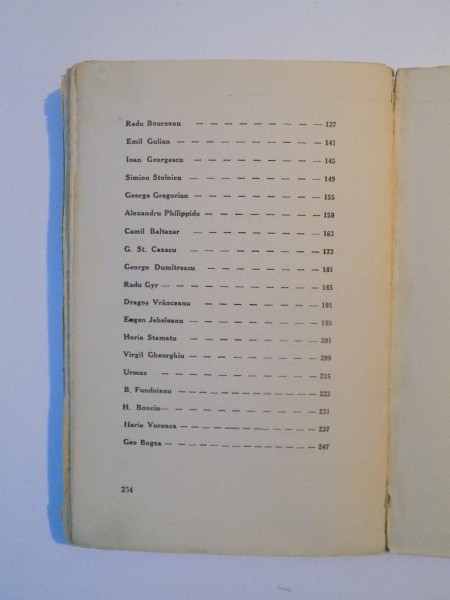 Radu Boureanu — — — — — — — — 137
Emil Gulian — — — — — — — — 141
Ioan Georgescu — — — — — — — — 145
Simion Stolnicu — — — — — — — — 149
George Gregorian — — — — — — — — 155
Alexandru Philippide — — — — — — — 159
Camil Baltazar — — — — — — — — 163
G. St. Cazacu — — — — — — — — 173
George Dumitrescu — — — — — — — 181
Radu Gyr — — — — — — — — — 185
Dragoș Vrânceanu — — — — — — — 191
Eugen Jebeleanu — — — — — — — — 195
Horia Stamatu — — — — — — — — 201
Virgil Gheorghiu — — — — — — — — 209
Urmuz — — — — — — — — — 215
B. Fundoianu — — — — — — — — — 223
H. Bonciu — — — — — — — — — 231
Ilarie Voronca — — — — — — — — 237
Geo Bogza — — — — — — — — — 247
254